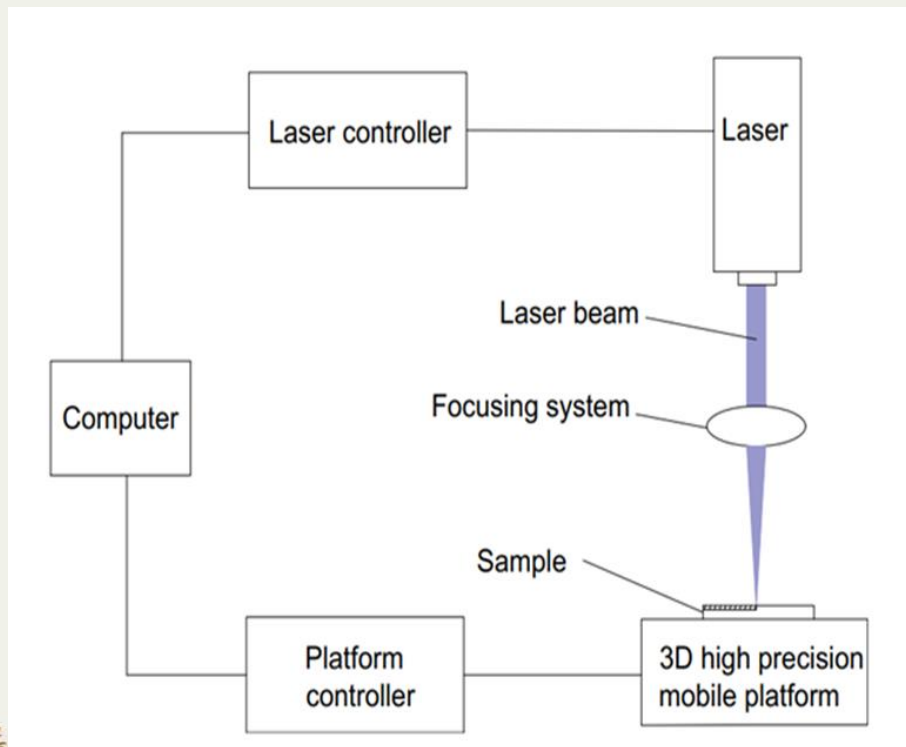 Laser controller
Laser
Laser beam
Focusing system
Computer
Sample
Platform
controller
3D high precision
mobile platform